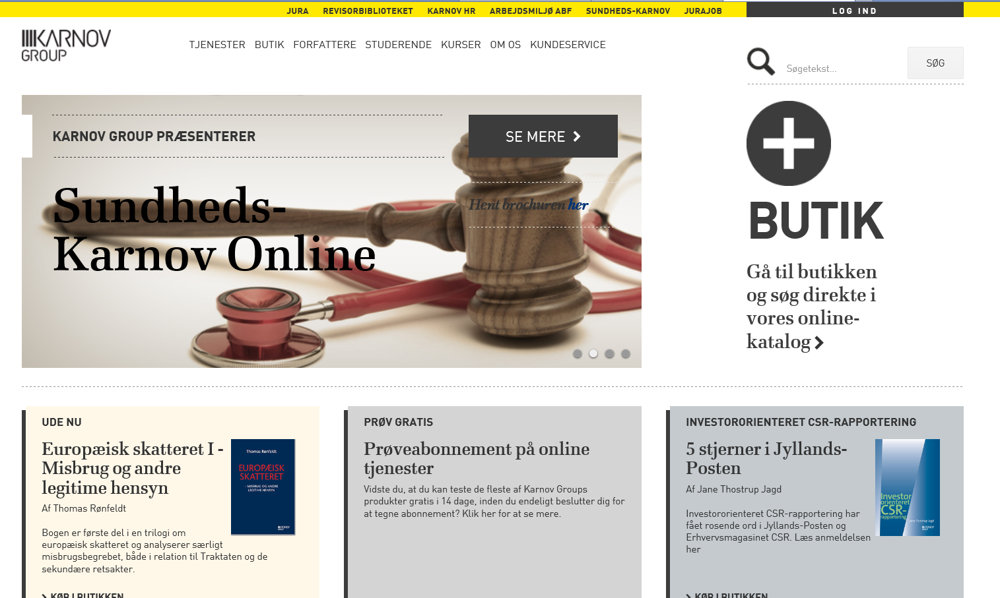 JURA REVISORBIBLIOTEKET KARNOV HR ARBEJDSMILJØ ABF SUNDHEDS-KARNOV JURAJOB LOG IND
KARNOV
GROUP
TJENESTER BUTIK FORFATTERE STUDERENDE KURSER OM OS KUNDESERVICE
Søgetekst... SØG
KARNOV GROUP PRÆSENTERER
SE MERE
Sundheds-
Karnov Online
Hent brochuren her
BUTIK
Gå til butikken
og søg direkte i
vores online-
katalog
UDE NU
Europæisk skatteret I -
Misbrug og andre
legitime hensyn
Af Thomas Rønfeldt
Bogen er første del i en trilogi om
europæisk skatteret og analyserer særligt
misbrugsbegrebet, både i relation til Traktaten og de
sekundære retsakter.
KØB I BUTIKKEN
Thomas Rønfeldt
EUROPÆISK
SKATTERET
- MISBRUG OG ANDRE
LEGITIME HENSYN
KARNOV
GROUP
PRØV GRATIS
Prøveabonnement på online
tjenester
Vidste du, at du kan teste de fleste af Karnov Groups
produkter gratis i 14 dage, inden du endeligt beslutter dig for
at tegne abonnement? Klik her for at se mere.
INVESTORORIENTERET CSR-RAPPORTERING
5 stjerner i Jyllands-
Posten
Af Jane Thostrup Jagd
Investororienteret CSR-rapportering har
fået rosende ord i Jyllands-Posten og
Erhvervsmagasinet CSR. Læs anmeldelsen
her
KØB I BUTIKKEN
Investor
orienteret
CSR-
rapportering
Jane Thostrup Jagd
KARNOV
GROUP